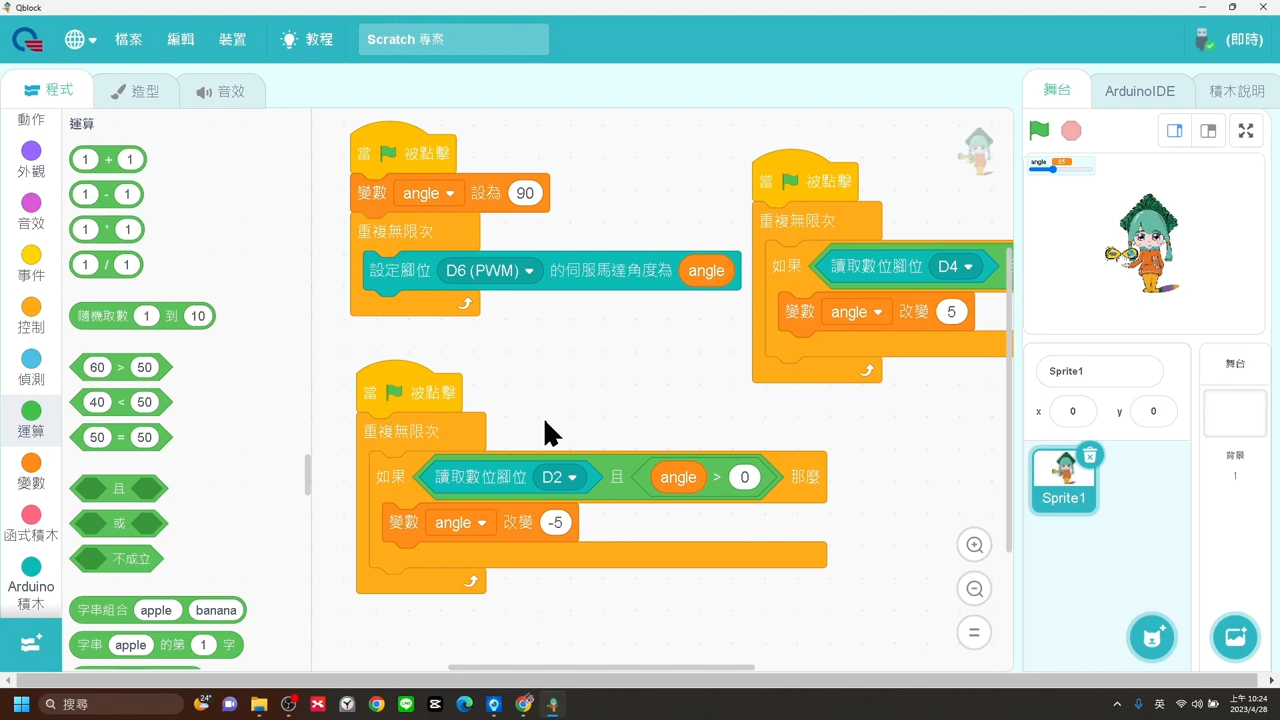 Qblock
檔案 編輯 裝置 教程 Scratch 專案 (即時)
程式 造型 音效
舞台 ArduinoIDE 積木說明
動作
外觀
音效
事件
控制
偵測
運算
變數
函式積木
Arduino
積木
運算
1 + 1
1 - 1
1 * 1
1 / 1
隨機取數 1 到 10
60 > 50
40 < 50
50 = 50
且
或
不成立
字串組合 apple banana
字串 apple 的第 1 字
當 被點擊
變數 angle 設為 90
重複無限次
設定腳位 D6 (PWM) 的伺服馬達角度為 angle
當 被點擊
重複無限次
如果 讀取數位腳位 D2 且 angle > 0 那麼
變數 angle 改變 -5
當 被點擊
重複無限次
如果 讀取數位腳位 D4
變數 angle 改變 5
angle
Sprite1
x 0 y 0
Sprite1
舞台
背景
1
搜尋
24°
英
上午 10:24
2023/4/28